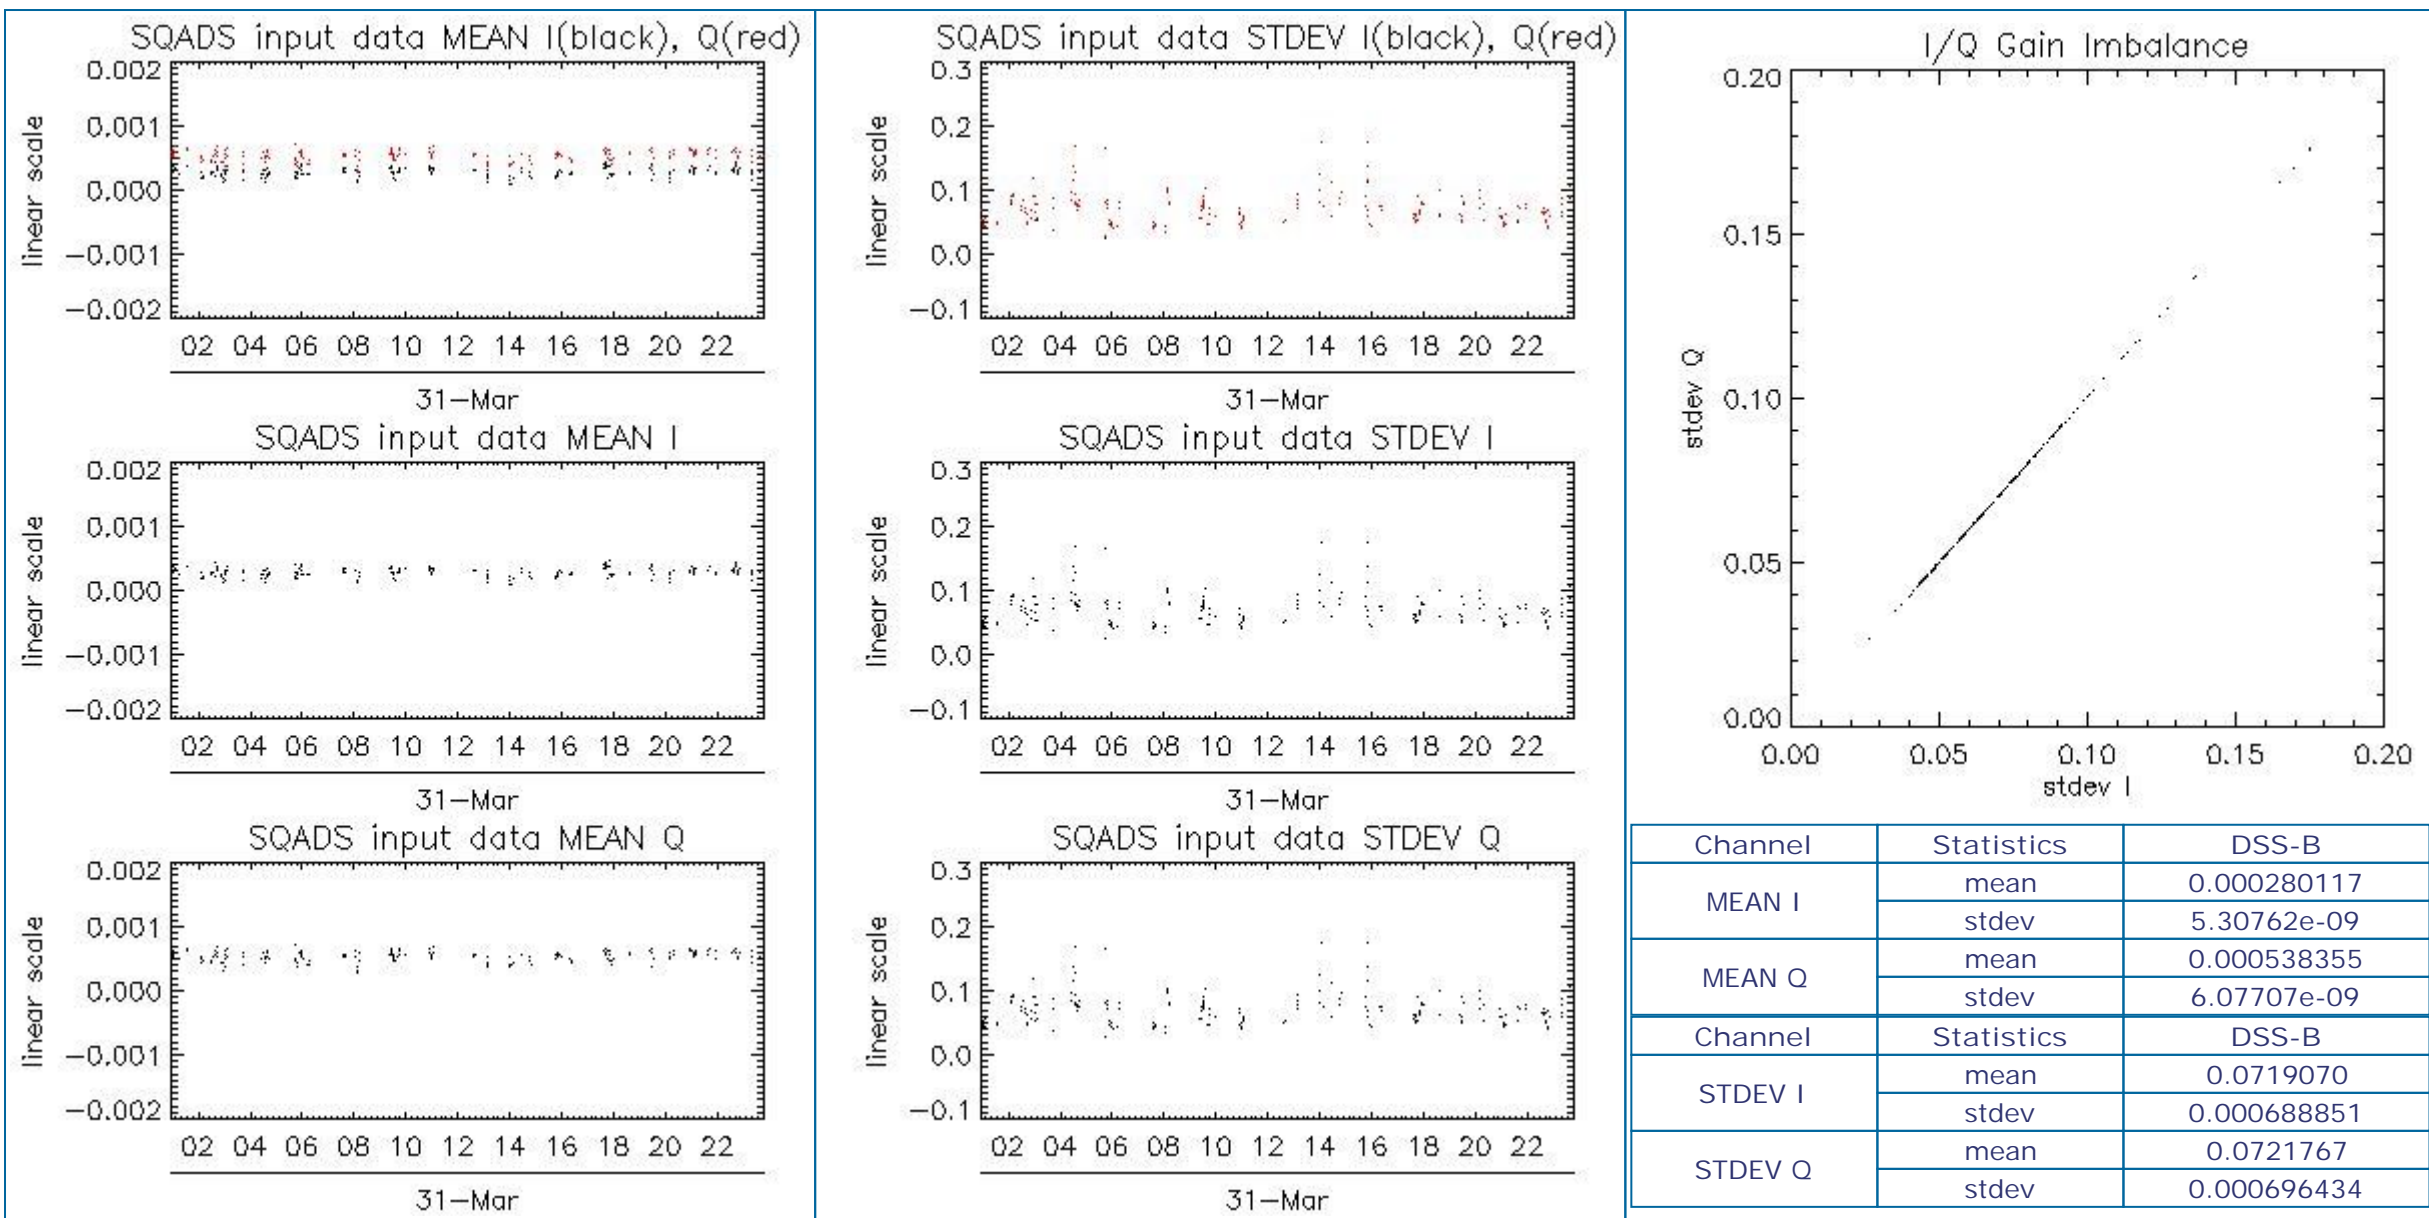 SQADS input data MEAN I(black), Q(red)
0.002
0.001
0.000
−0.001
−0.002
linear scale
02 04 06 08 10 12 14 16 18 20 22
31−Mar
SQADS input data MEAN I
0.002
0.001
0.000
−0.001
−0.002
linear scale
02 04 06 08 10 12 14 16 18 20 22
31−Mar
SQADS input data MEAN Q
0.002
0.001
0.000
−0.001
−0.002
linear scale
02 04 06 08 10 12 14 16 18 20 22
31−Mar
SQADS input data STDEV I(black), Q(red)
0.3
0.2
0.1
0.0
−0.1
linear scale
02 04 06 08 10 12 14 16 18 20 22
31−Mar
SQADS input data STDEV I
0.3
0.2
0.1
0.0
−0.1
linear scale
02 04 06 08 10 12 14 16 18 20 22
31−Mar
SQADS input data STDEV Q
0.3
0.2
0.1
0.0
−0.1
linear scale
02 04 06 08 10 12 14 16 18 20 22
31−Mar
I/Q Gain Imbalance
0.20
0.15
0.10
0.05
0.00
stdev Q
0.00 0.05 0.10 0.15 0.20
stdev I
Channel Statistics DSS-B
MEAN I mean 0.000280117
stdev 5.30762e-09
MEAN Q mean 0.000538355
stdev 6.07707e-09
Channel Statistics DSS-B
STDEV I mean 0.0719070
stdev 0.000688851
STDEV Q mean 0.0721767
stdev 0.000696434